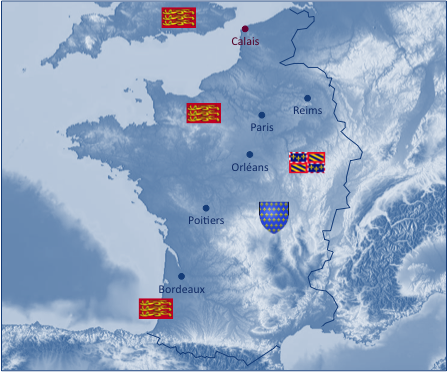 Calais
Reims
Paris
Orléans
Poitiers
Bordeaux